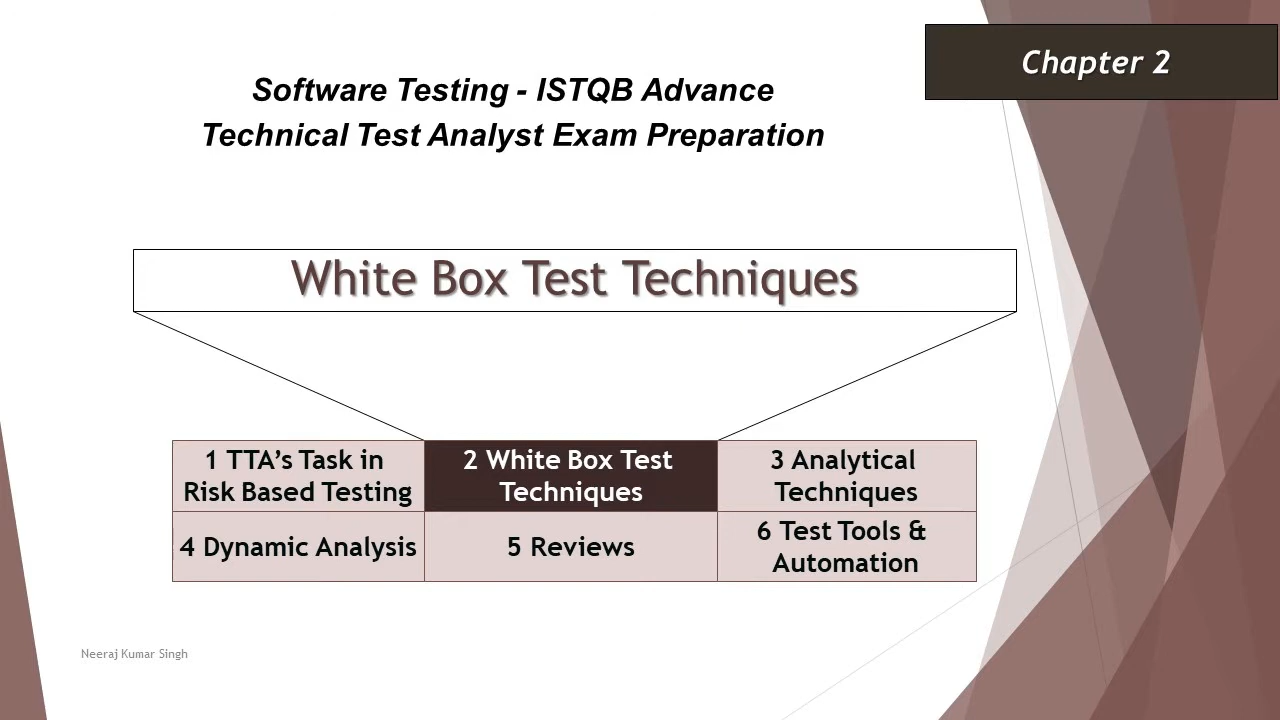 Chapter 2
Software Testing - ISTQB Advance
Technical Test Analyst Exam Preparation
White Box Test Techniques
1 TTA's Task in
Risk Based Testing
2 White Box Test
Techniques
3 Analytical
Techniques
4 Dynamic Analysis
5 Reviews
6 Test Tools &
Automation
Neeraj Kumar Singh